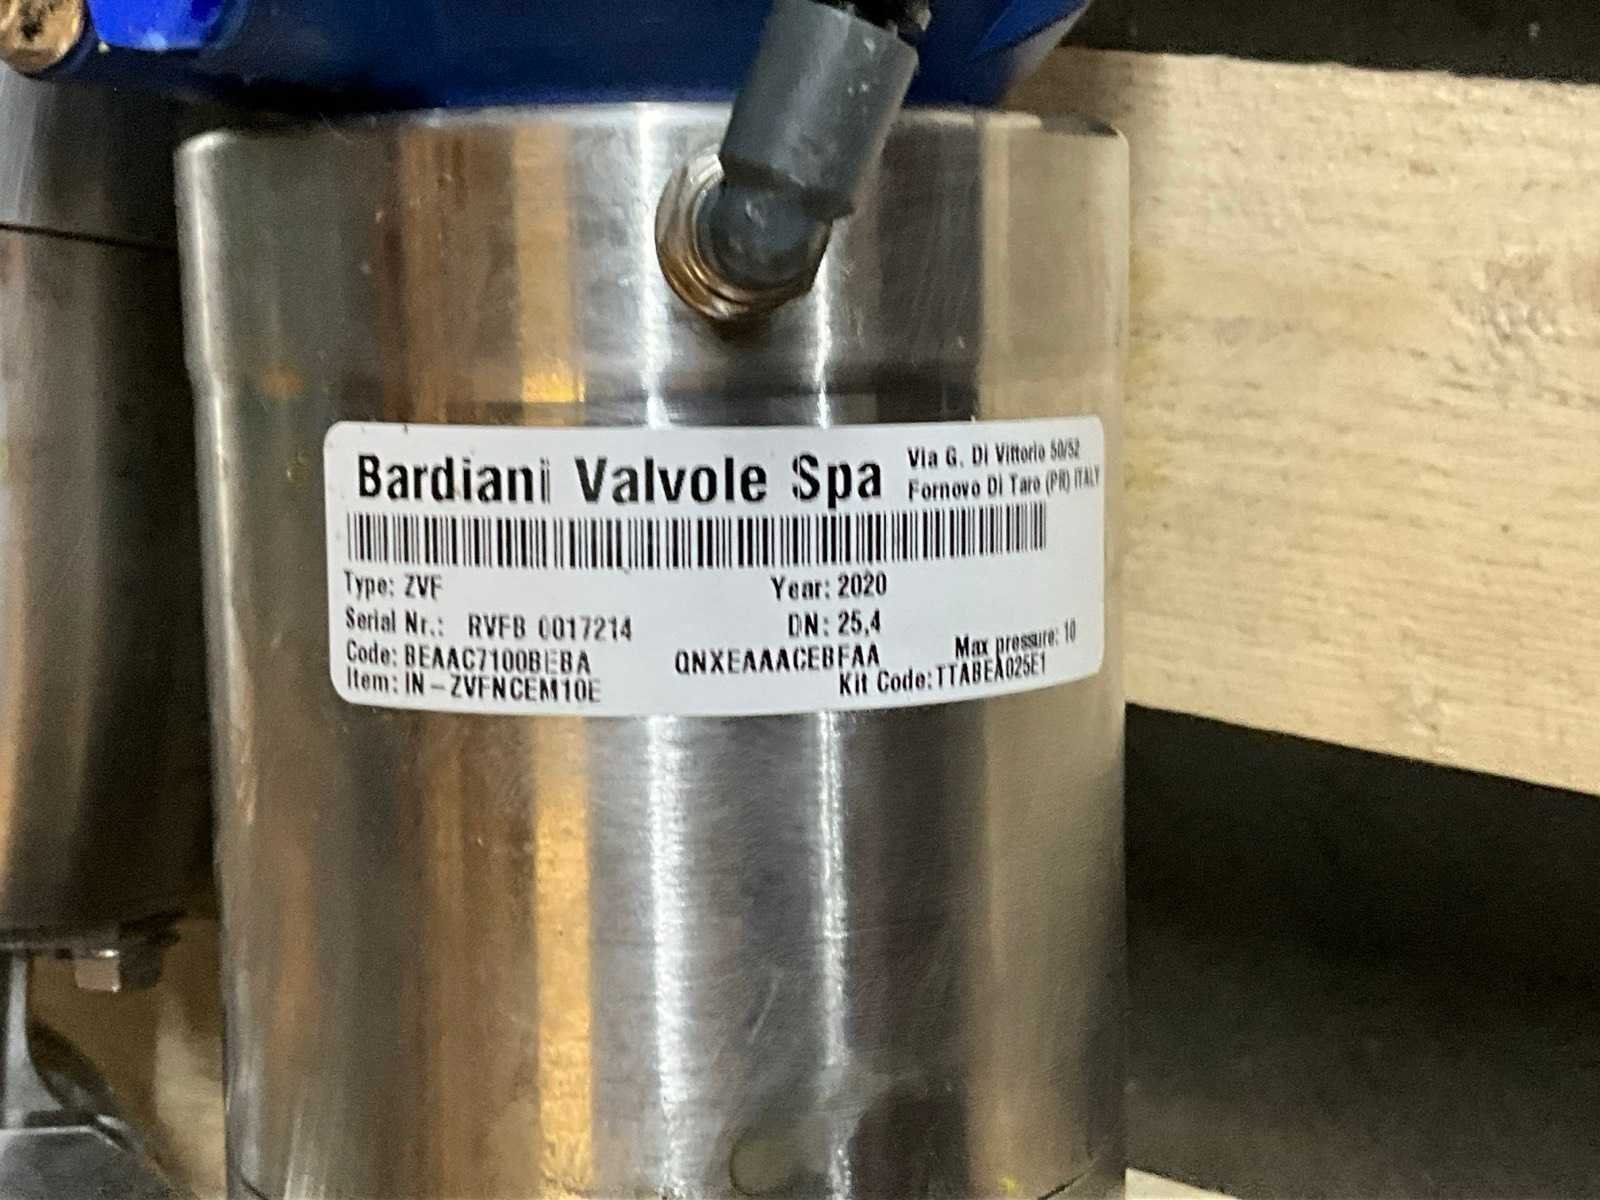 Bardiani Valvole Spa
Via G. Di Vittorio 50/52
Fornovo Di Taro (PR) ITALY
Type: ZVF Year: 2020
Serial Nr.: RVFB 0017214 DN: 25,4
Code: BEAAC7100BEBA QNXEAAACEBFAA Max pressure: 10
Item: IN-ZVFNCEM10E Kit Code: TTABEA025E1